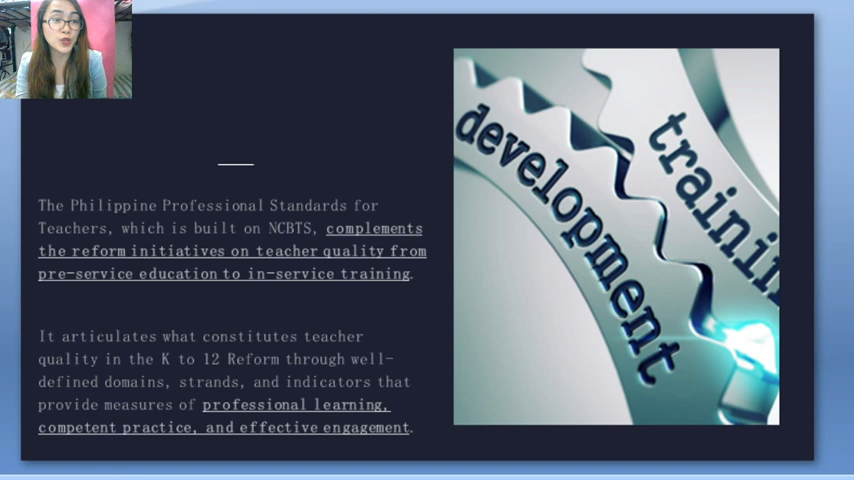 The Philippine Professional Standards for
Teachers, which is built on NCBTS, complements
the reform initiatives on teacher quality from
pre-service education to in-service training.
It articulates what constitutes teacher
quality in the K to 12 Reform through well-
defined domains, strands, and indicators that
provide measures of professional learning,
competent practice, and effective engagement.
development